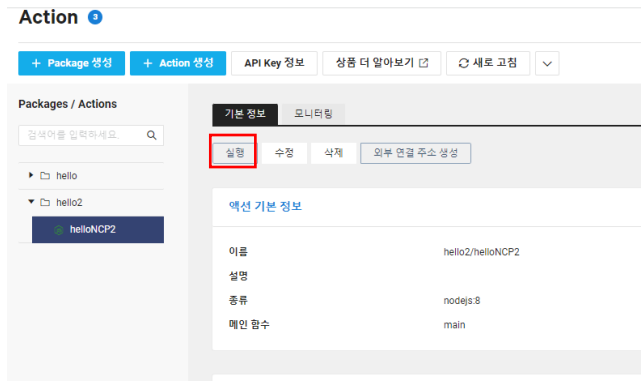 Action 3
+ Package 생성 + Action 생성 API Key 정보 상품 더 알아보기 새로 고침
Packages / Actions
기본 정보 모니터링
검색어를 입력하세요.
실행 수정 삭제 외부 연결 주소 생성
hello
hello2
액션 기본 정보
helloNCP2
이름 hello2/helloNCP2
설명
종류 nodejs:8
메인 함수 main